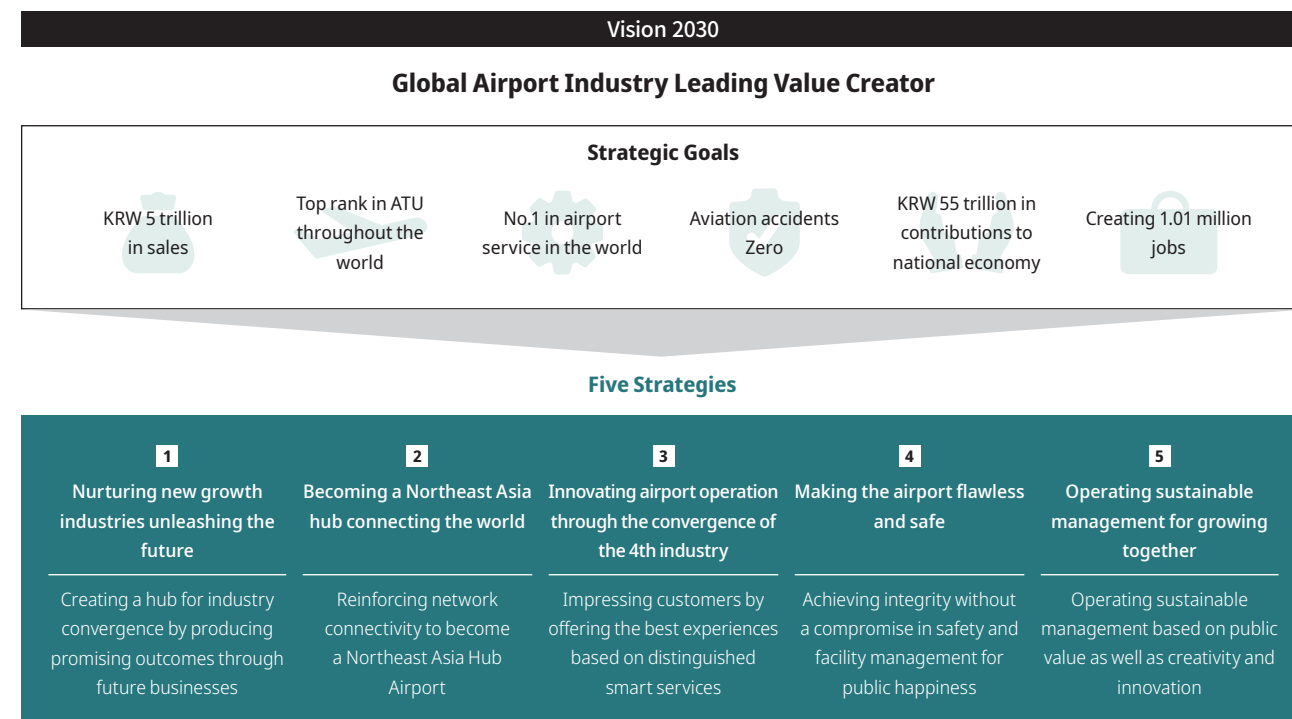 Vision 2030
Global Airport Industry Leading Value Creator
Strategic Goals
KRW 5 trillion
in sales
Top rank in ATU
throughout the
world
No.1 in airport
service in the world
Aviation accidents
Zero
KRW 55 trillion in
contributions to
national economy
Creating 1.01 million
jobs
Five Strategies
1
Nurturing new growth
industries unleashing the
future
Creating a hub for industry
convergence by producing
promising outcomes through
future businesses
2
Becoming a Northeast Asia
hub connecting the world
Reinforcing network
connectivity to become
a Northeast Asia Hub
Airport
3
Innovating airport operation
through the convergence of
the 4th industry
Impressing customers by
offering the best experiences
based on distinguished
smart services
4
Making the airport flawless
and safe
Achieving integrity without
a compromise in safety and
facility management for
public happiness
5
Operating sustainable
management for growing
together
Operating sustainable
management based on public
value as well as creativity and
innovation